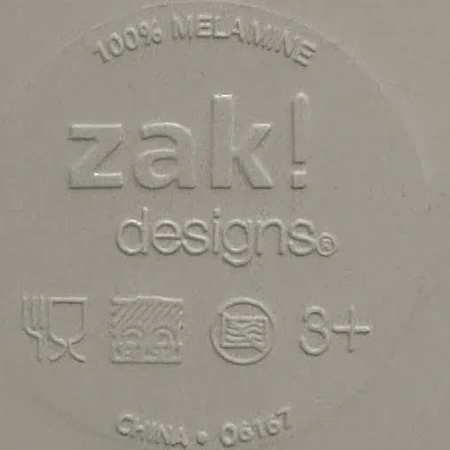 100% MELAMINE
zak!
designs®
3+
CHINA • 06167